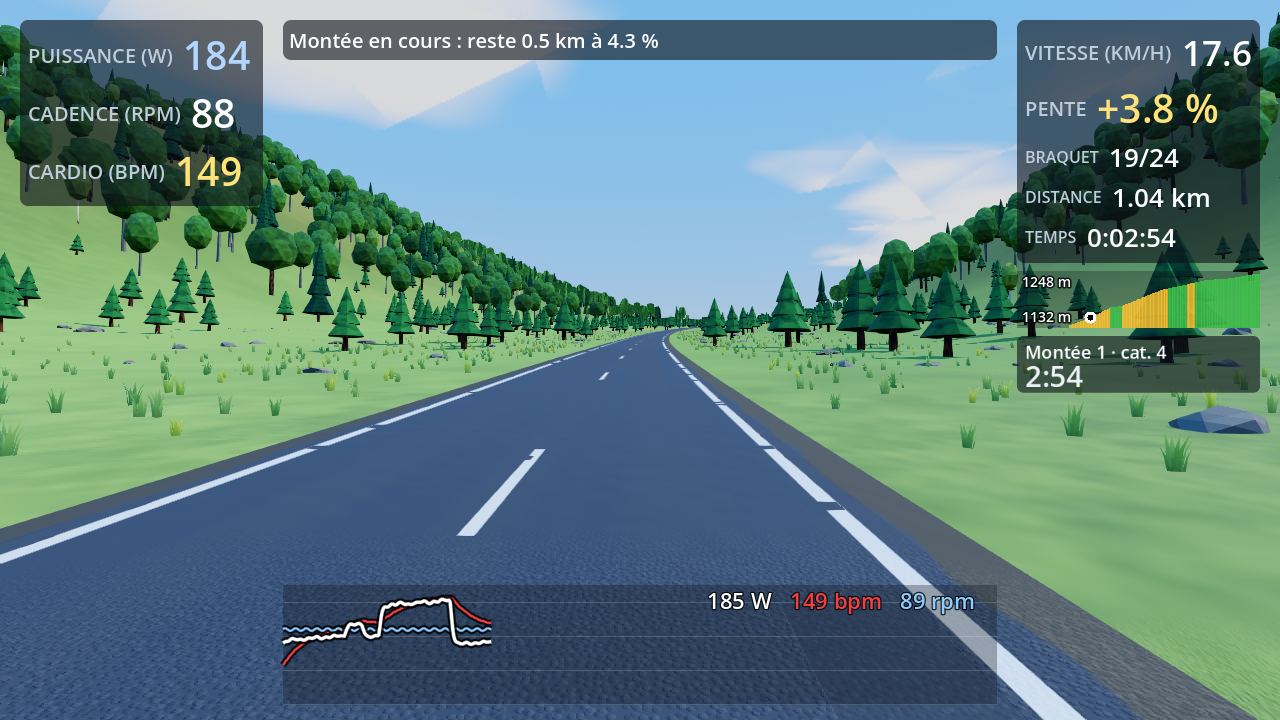 PUISSANCE (W) 184
CADENCE (RPM) 88
CARDIO (BPM) 149
Montée en cours : reste 0.5 km à 4.3 %
VITESSE (KM/H) 17.6
PENTE +3.8 %
BRAQUET 19/24
DISTANCE 1.04 km
TEMPS 0:02:54
1248 m
1132 m
Montée 1 · cat. 4
2:54
185 W 149 bpm 89 rpm